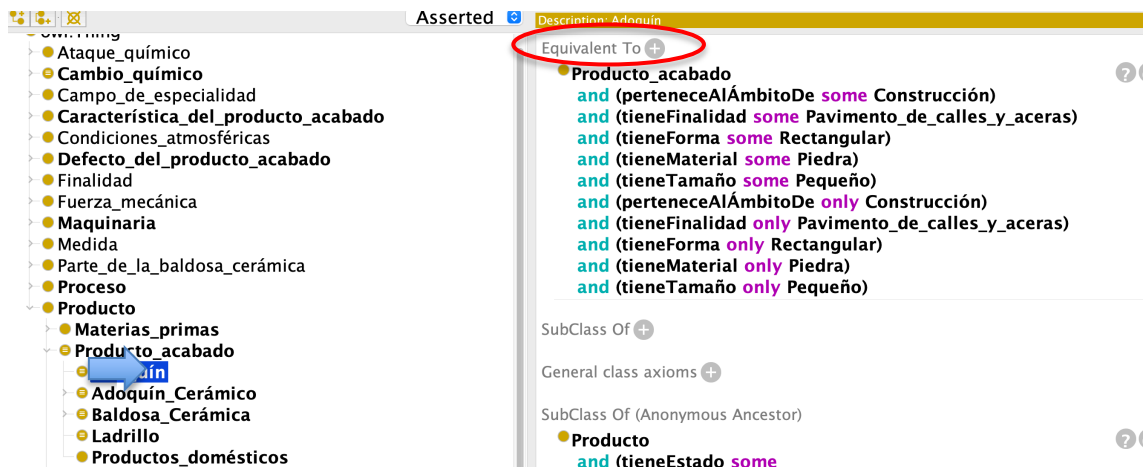 Asserted
owl:Thing
Ataque_químico
Cambio_químico
Campo_de_especialidad
Característica_del_producto_acabado
Condiciones_atmosféricas
Defecto_del_producto_acabado
Finalidad
Fuerza_mecánica
Maquinaria
Medida
Parte_de_la_baldosa_cerámica
Proceso
Producto
Materias_primas
Producto_acabado
uín
Adoquín_Cerámico
Baldosa_Cerámica
Ladrillo
Productos_domésticos
Description: Adoquín
Equivalent To
Producto_acabado
and (perteneceAlÁmbitoDe some Construcción)
and (tieneFinalidad some Pavimento_de_calles_y_aceras)
and (tieneForma some Rectangular)
and (tieneMaterial some Piedra)
and (tieneTamaño some Pequeño)
and (perteneceAlÁmbitoDe only Construcción)
and (tieneFinalidad only Pavimento_de_calles_y_aceras)
and (tieneForma only Rectangular)
and (tieneMaterial only Piedra)
and (tieneTamaño only Pequeño)
SubClass Of
General class axioms
SubClass Of (Anonymous Ancestor)
Producto
and (tieneEstado some